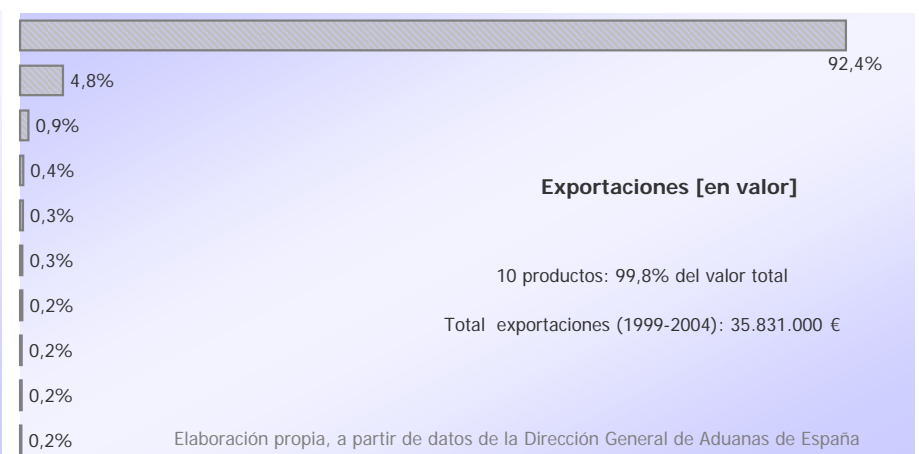 92,4%
4,8%
0,9%
0,4%
Exportaciones [en valor]
0,3%
0,3%
10 productos: 99,8% del valor total
0,2%
Total exportaciones (1999-2004): 35.831.000 €
0,2%
0,2%
0,2%
Elaboración propia, a partir de datos de la Dirección General de Aduanas de España